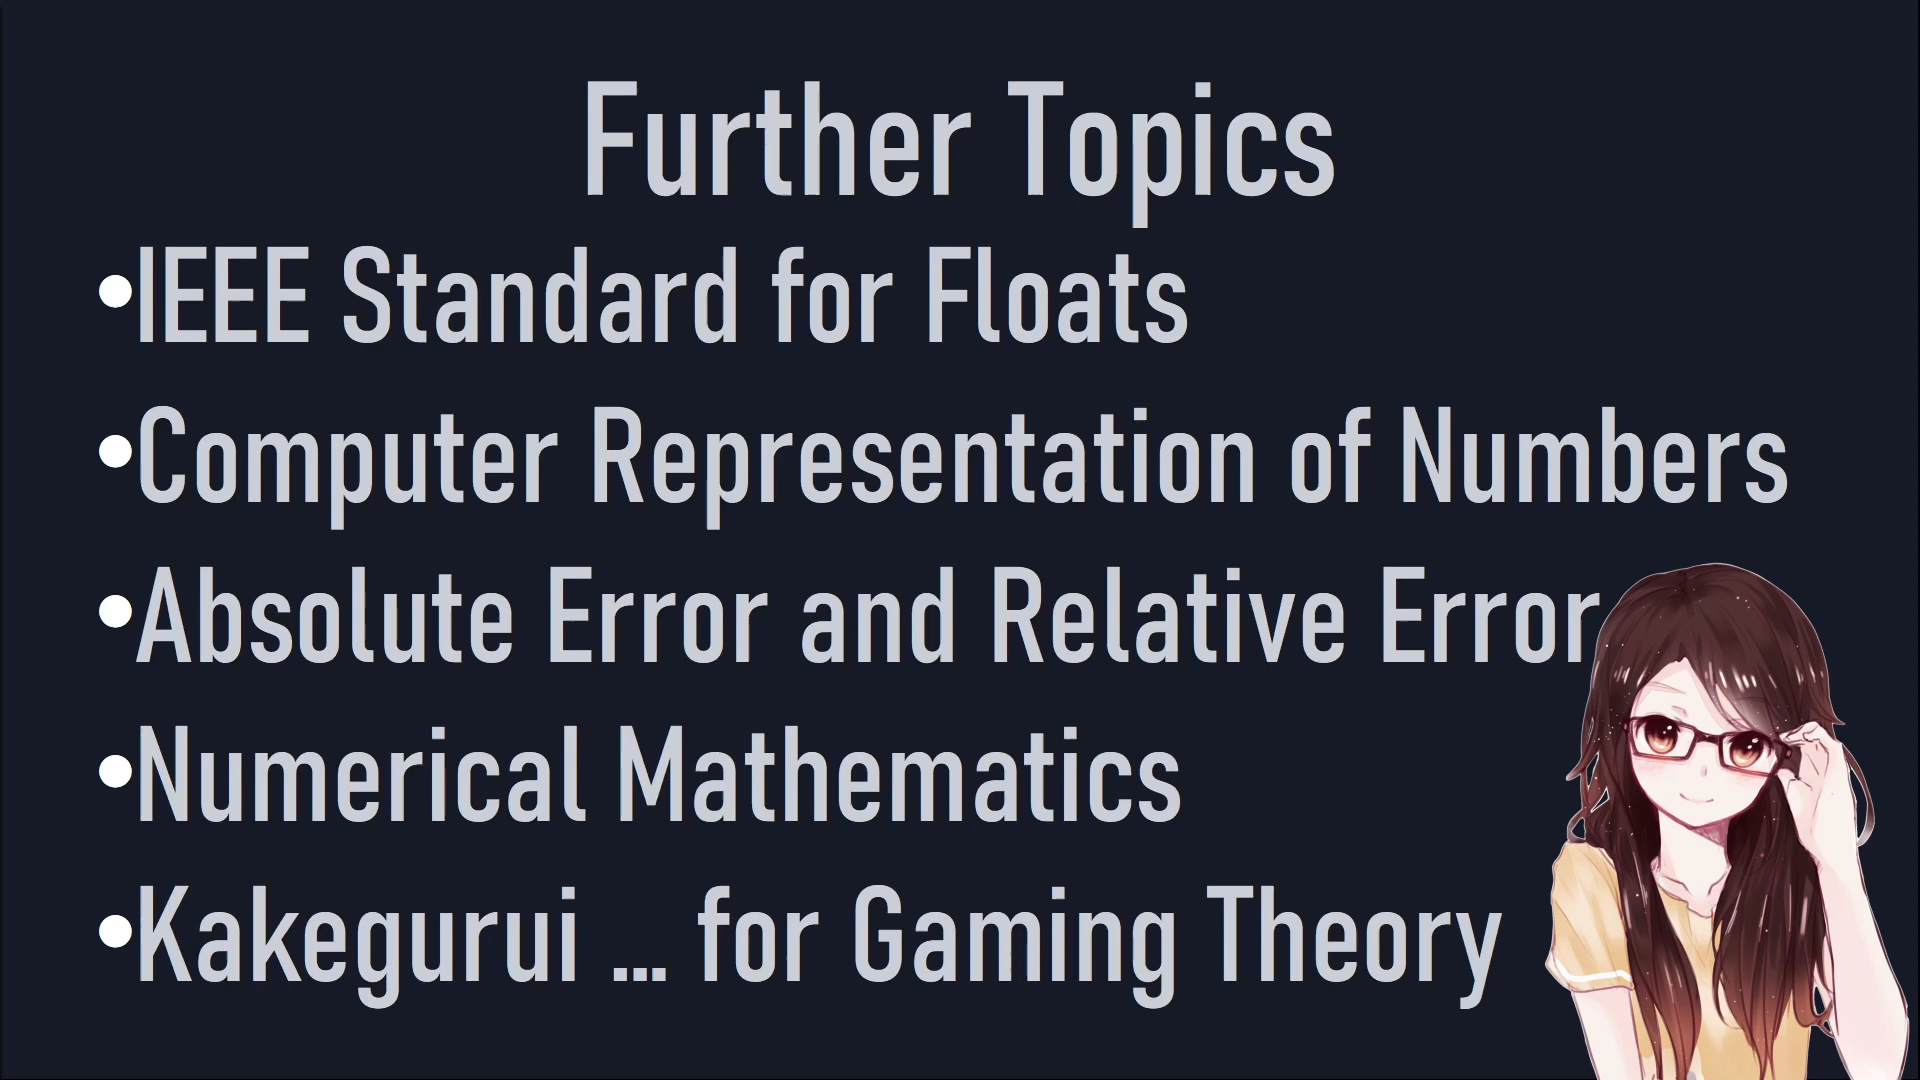 Further Topics
•IEEE Standard for Floats
•Computer Representation of Numbers
•Absolute Error and Relative Error
•Numerical Mathematics
•Kakegurui ... for Gaming Theory